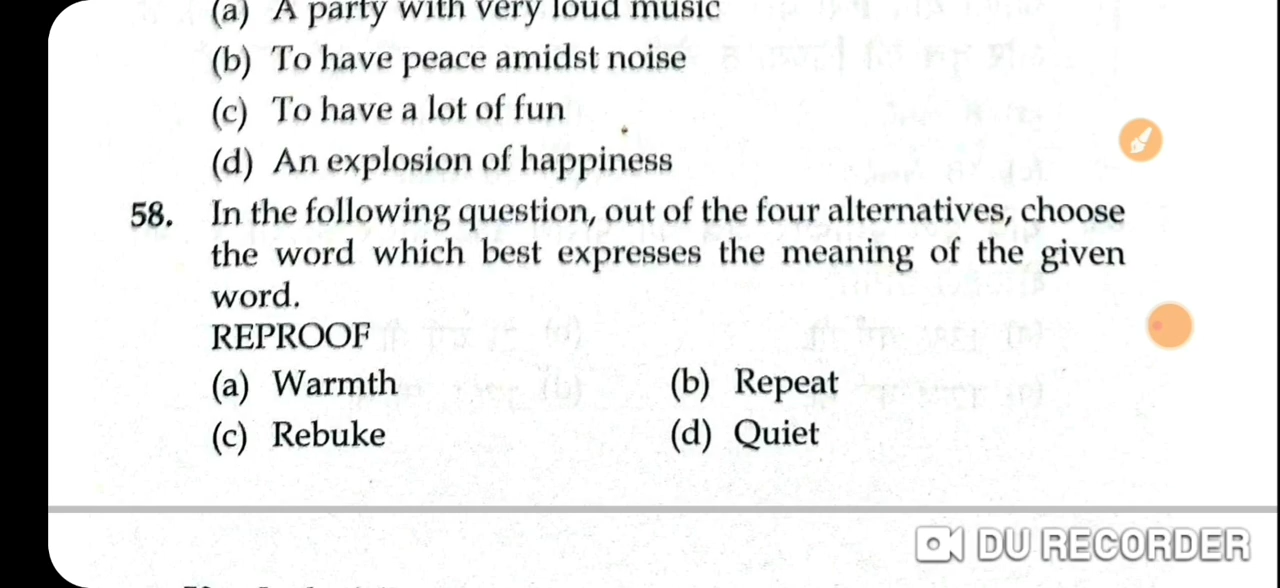 (a) A party with very loud music
(b) To have peace amidst noise
(c) To have a lot of fun
(d) An explosion of happiness
58. In the following question, out of the four alternatives, choose
the word which best expresses the meaning of the given
word.
REPROOF
(a) Warmth (b) Repeat
(c) Rebuke (d) Quiet
DU RECORDER